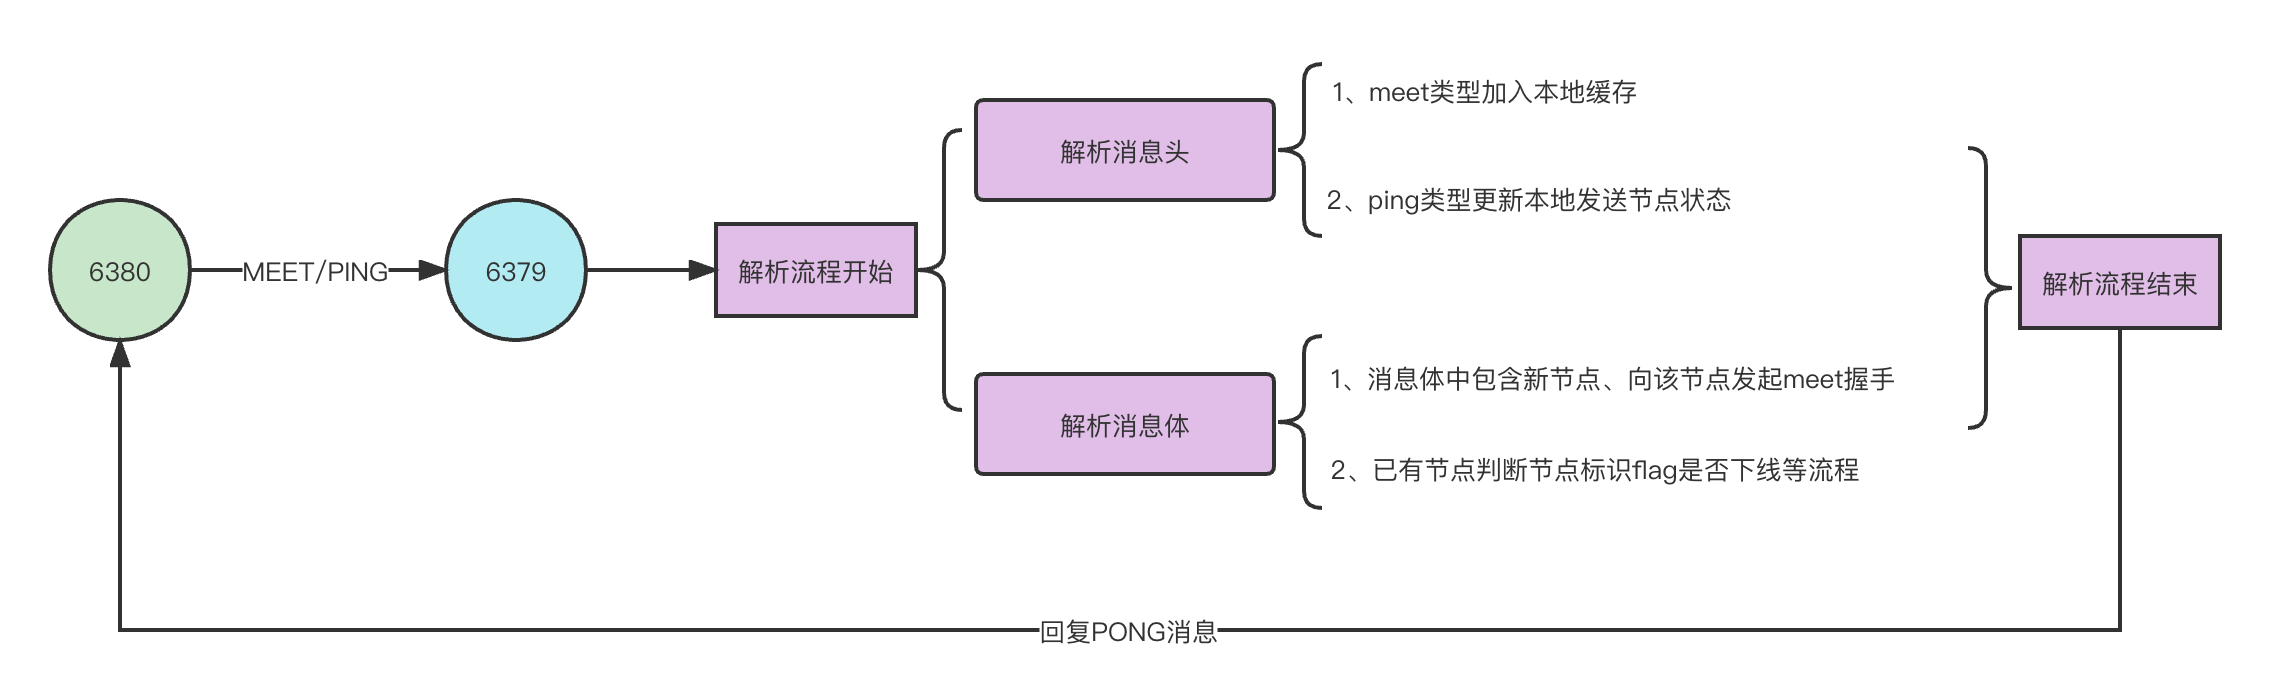 6380
MEET/PING
6379
解析流程开始
解析消息头
1、meet类型加入本地缓存
2、ping类型更新本地发送节点状态
解析消息体
1、消息体中包含新节点、向该节点发起meet握手
2、已有节点判断节点标识flag是否下线等流程
解析流程结束
回复PONG消息